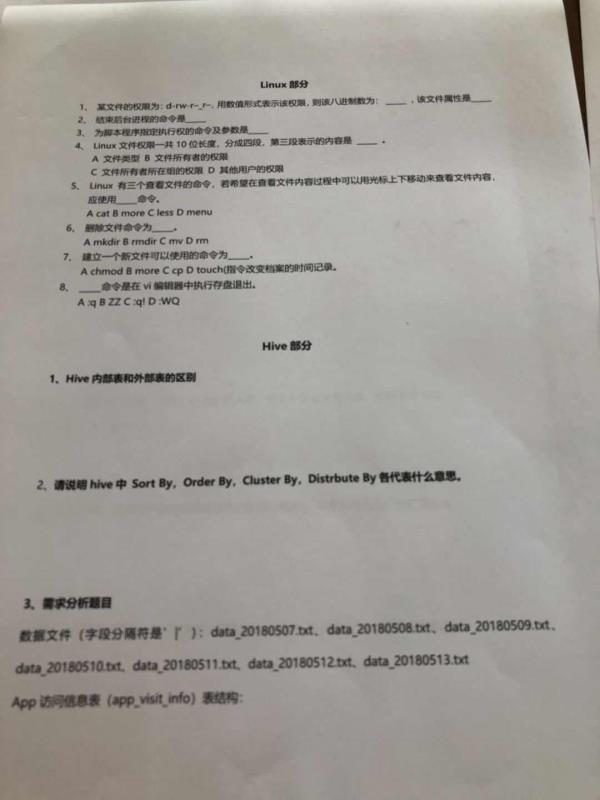 Linux 部分
1、 某文件的权限为: d-rw-r--_r--, 用数值形式表示该权限, 则该八进制数为: ____ , 该文件属性是____
2、 结束后台进程的命令是____
3、 为脚本程序指定执行权的命令及参数是____
4、 Linux 文件权限一共 10 位长度, 分成四段, 第三段表示的内容是 ____ 。
A 文件类型 B 文件所有者的权限
C 文件所有者所在组的权限 D 其他用户的权限
5、 Linux 有三个查看文件的命令, 若希望在查看文件内容过程中可以用光标上下移动来查看文件内容,
应使用____命令。
A cat B more C less D menu
6、 删除文件命令为____。
A mkdir B rmdir C mv D rm
7、 建立一个新文件可以使用的命令为____。
A chmod B more C cp D touch(指令改变档案的时间记录。
8、 ____命令是在 vi 编辑器中执行存盘退出。
A :q B ZZ C :q! D :WQ
Hive 部分
1、Hive 内部表和外部表的区别
2、请说明 hive 中 Sort By, Order By, Cluster By, Distrbute By 各代表什么意思。
3、需求分析题目
数据文件（字段分隔符是' |' ）: data_20180507.txt、data_20180508.txt、data_20180509.txt、
data_20180510.txt、data_20180511.txt、data_20180512.txt、data_20180513.txt
App 访问信息表（app_visit_info）表结构: